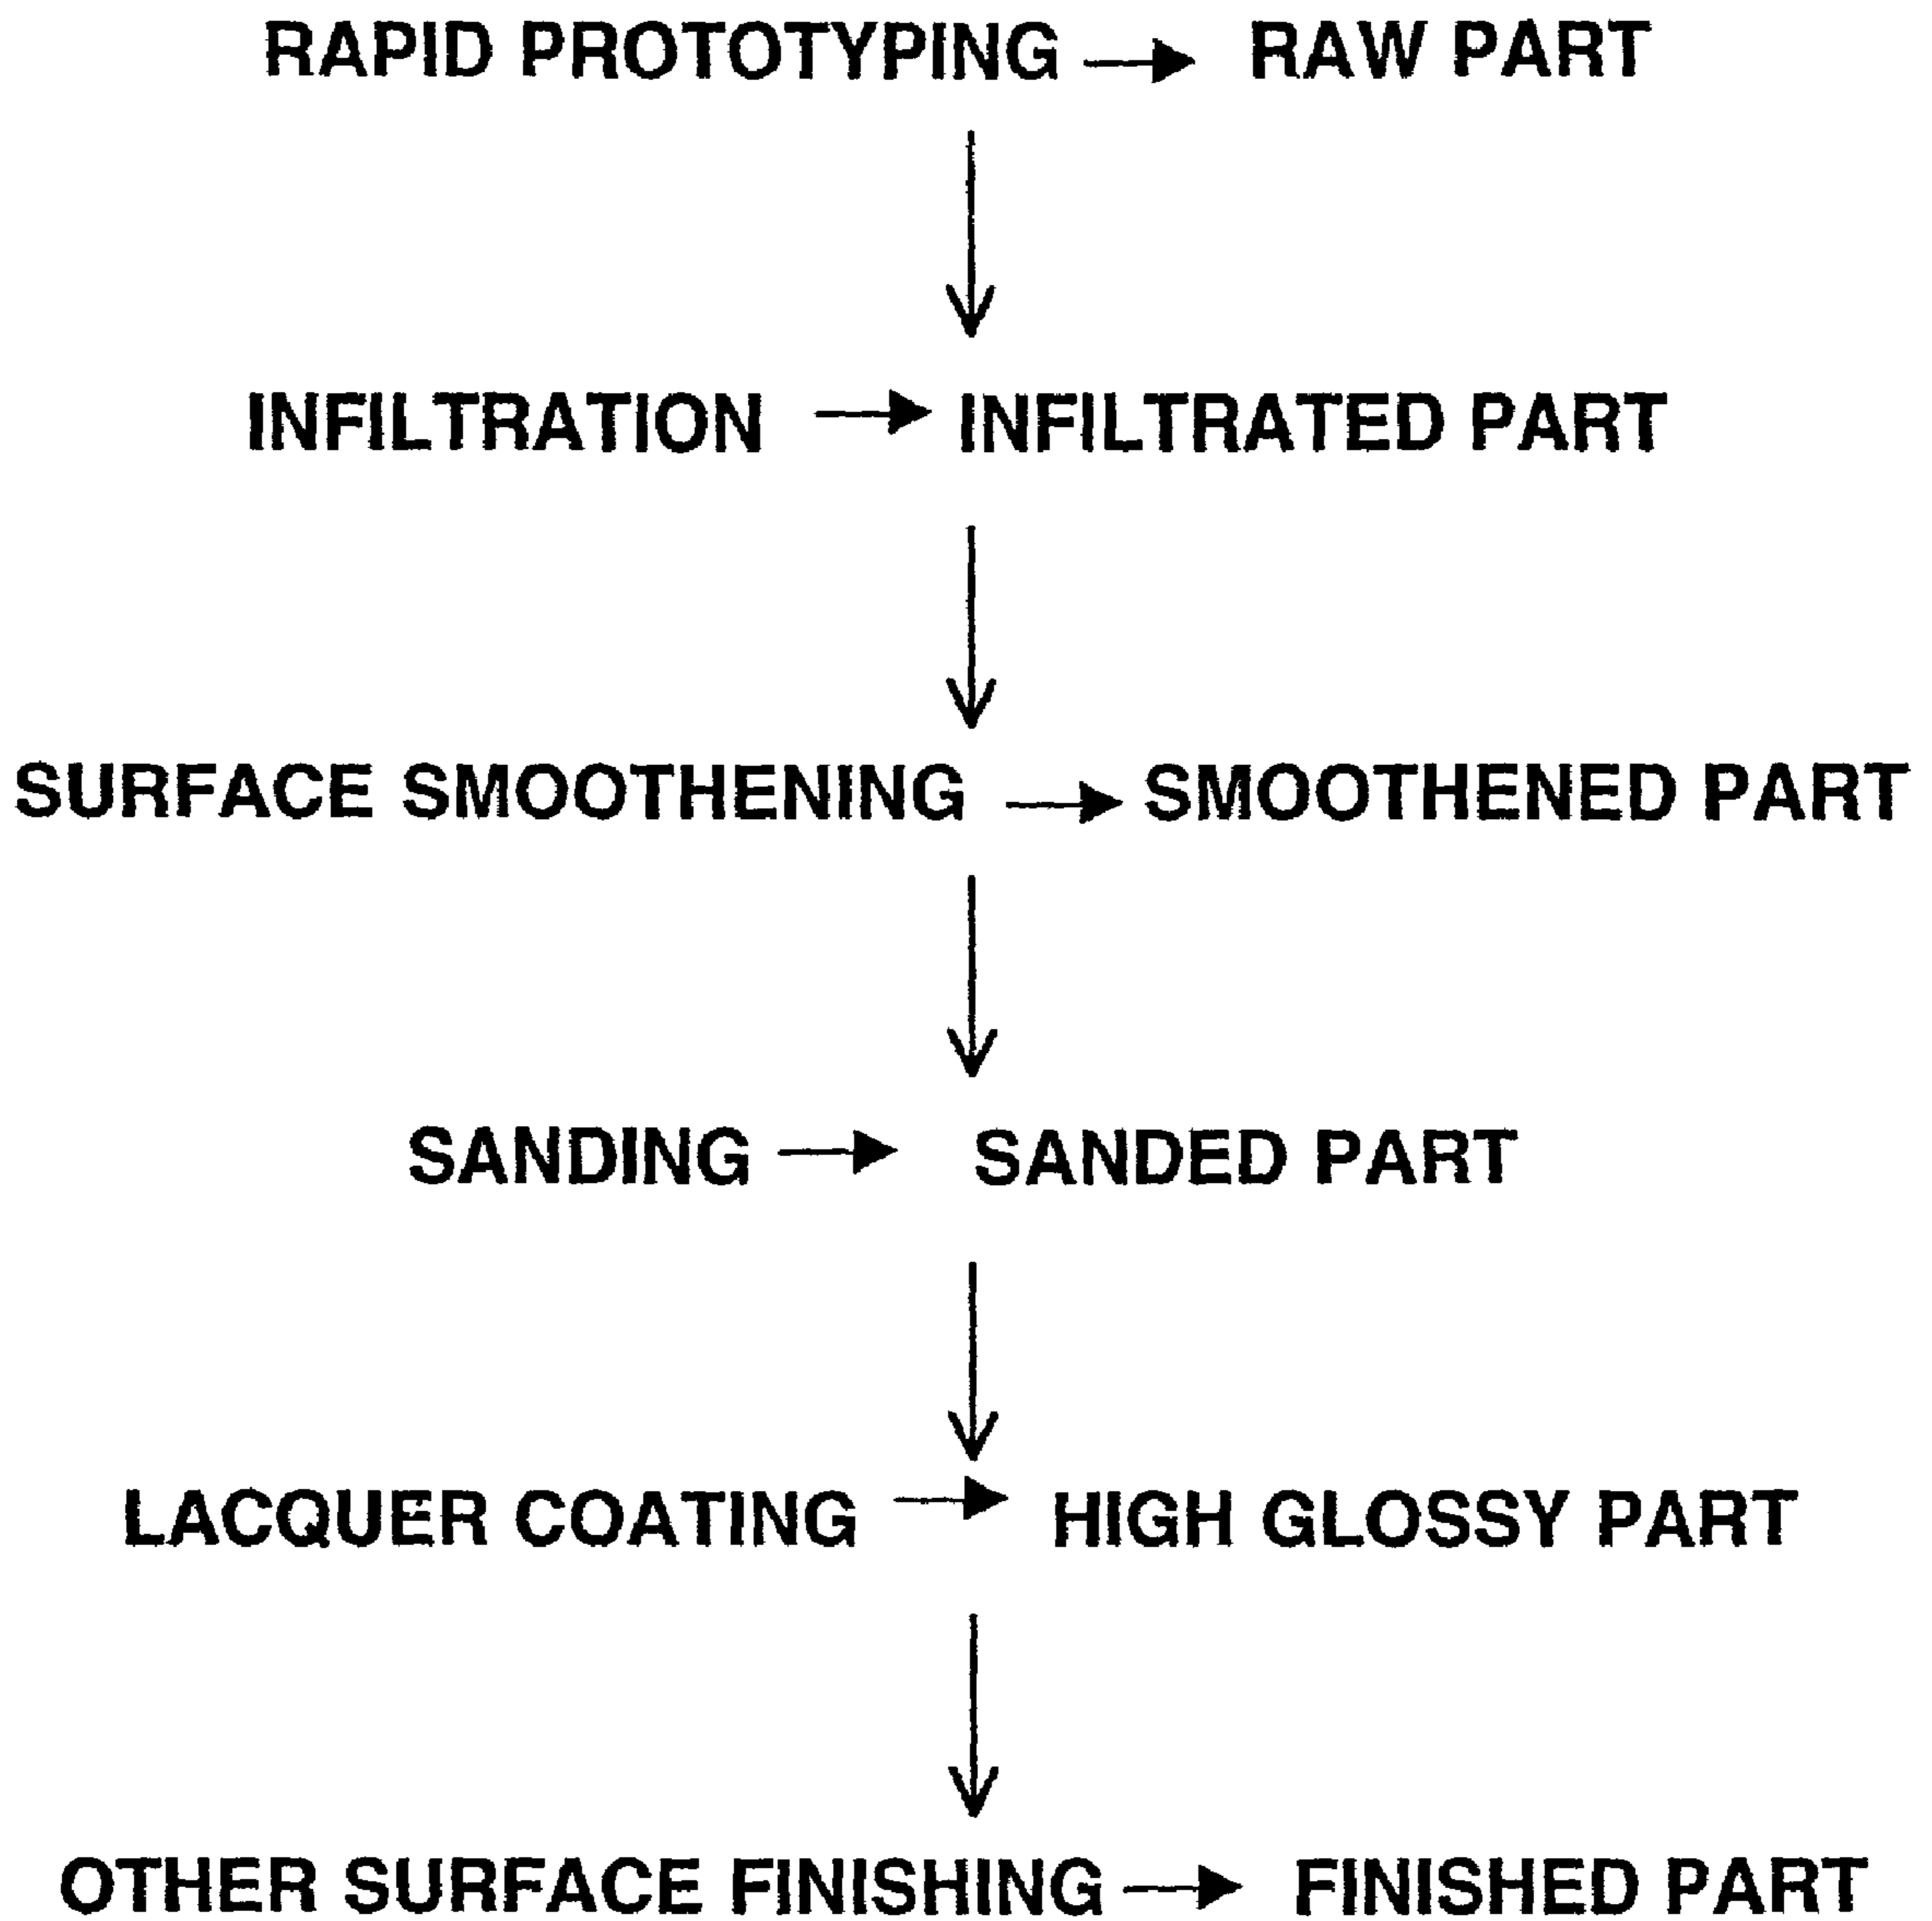 RAPID PROTOTYPING → RAW PART
INFILTRATION → INFILTRATED PART
SURFACE SMOOTHENING → SMOOTHENED PART
SANDING → SANDED PART
LACQUER COATING → HIGH GLOSSY PART
OTHER SURFACE FINISHING → FINISHED PART